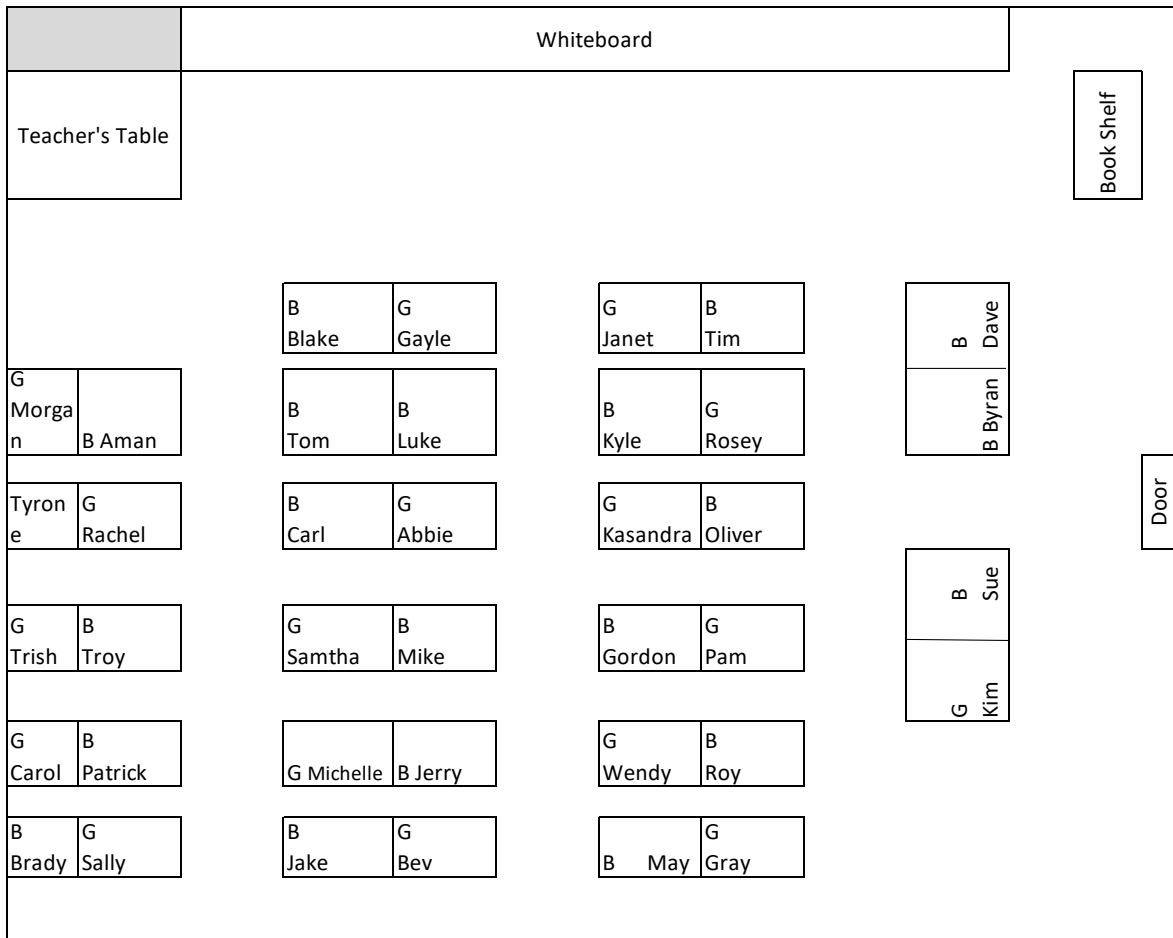 Whiteboard
Teacher's Table
Book Shelf
B
Blake
G
Gayle
G
Janet
B
Tim
B
Dave
G
Morga
n
B Aman
B
Tom
B
Luke
B
Kyle
G
Rosey
B Byran
Door
Tyron
e
G
Rachel
B
Carl
G
Abbie
G
Kasandra
B
Oliver
B
Sue
G
Trish
B
Troy
G
Samtha
B
Mike
B
Gordon
G
Pam
G
Kim
G
Carol
B
Patrick
G Michelle
B Jerry
G
Wendy
B
Roy
B
Brady
G
Sally
B
Jake
G
Bev
B May
G
Gray